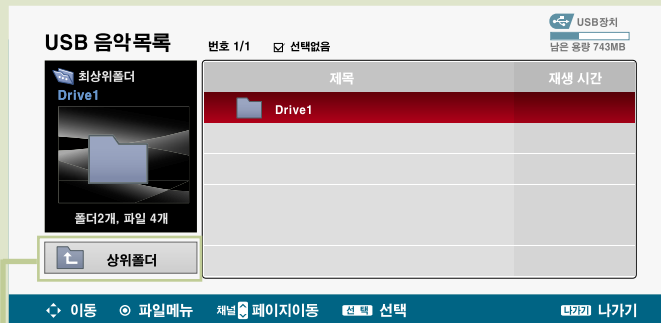 USB장치
USB 음악목록
번호 1/1
선택없음
남은 용량 743MB
최상위폴더
Drive1
제목
재생 시간
Drive1
폴더2개, 파일 4개
상위폴더
이동
파일메뉴
채널 페이지이동
선 택 선택
나가기 나가기